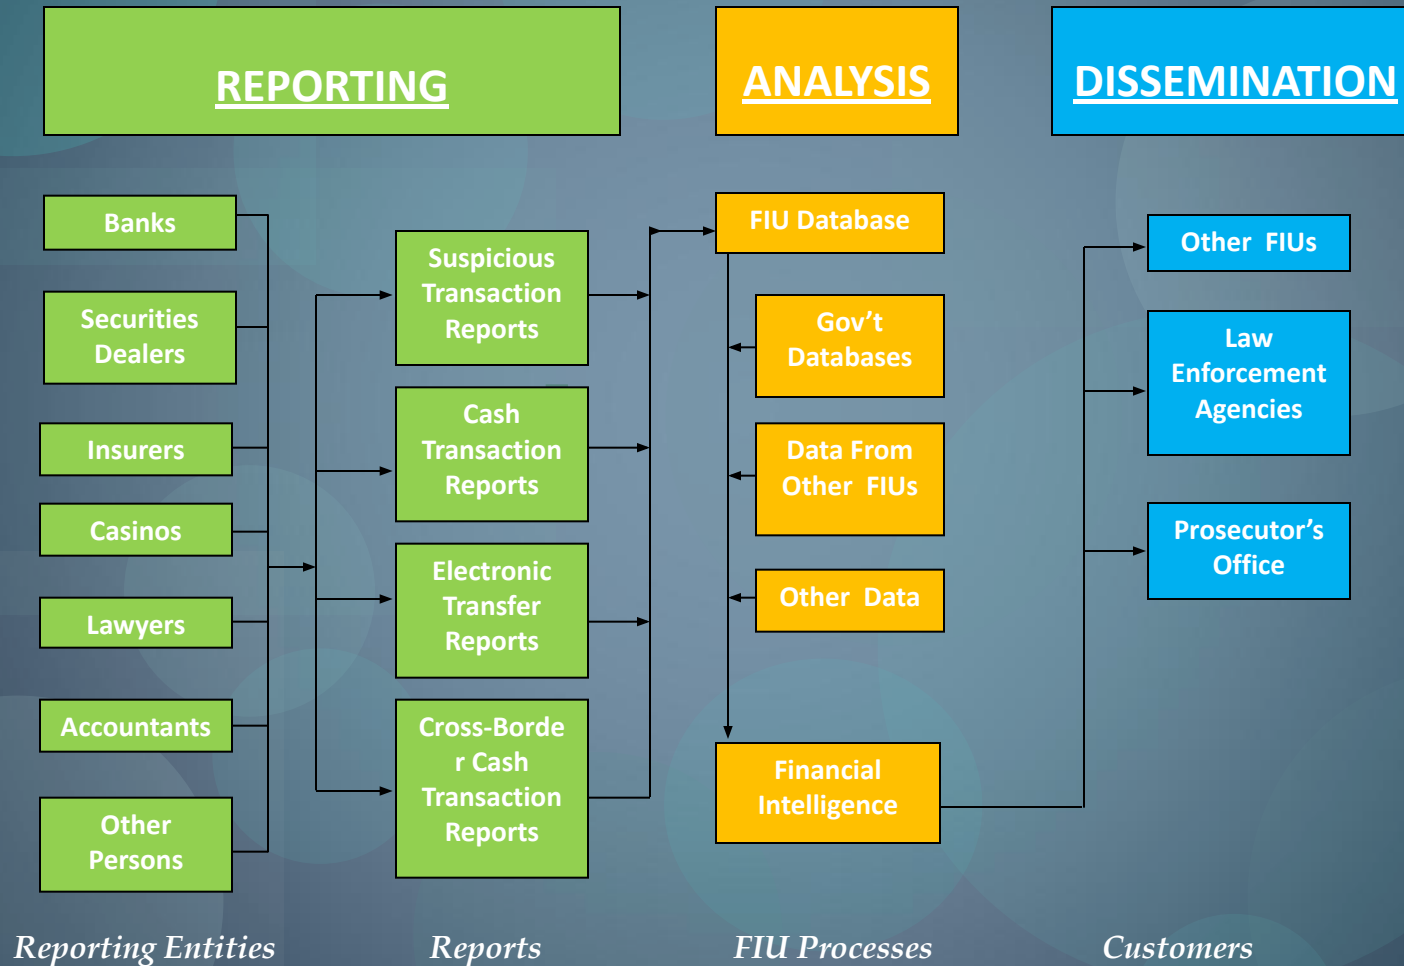 REPORTING
ANALYSIS
DISSEMINATION
Banks
Securities
Dealers
Insurers
Casinos
Lawyers
Accountants
Other
Persons
Suspicious
Transaction
Reports
Cash
Transaction
Reports
Electronic
Transfer
Reports
Cross-Borde
r Cash
Transaction
Reports
FIU Database
Gov’t
Databases
Data From
Other FIUs
Other Data
Financial
Intelligence
Other FIUs
Law
Enforcement
Agencies
Prosecutor’s
Office
Reporting Entities
Reports
FIU Processes
Customers